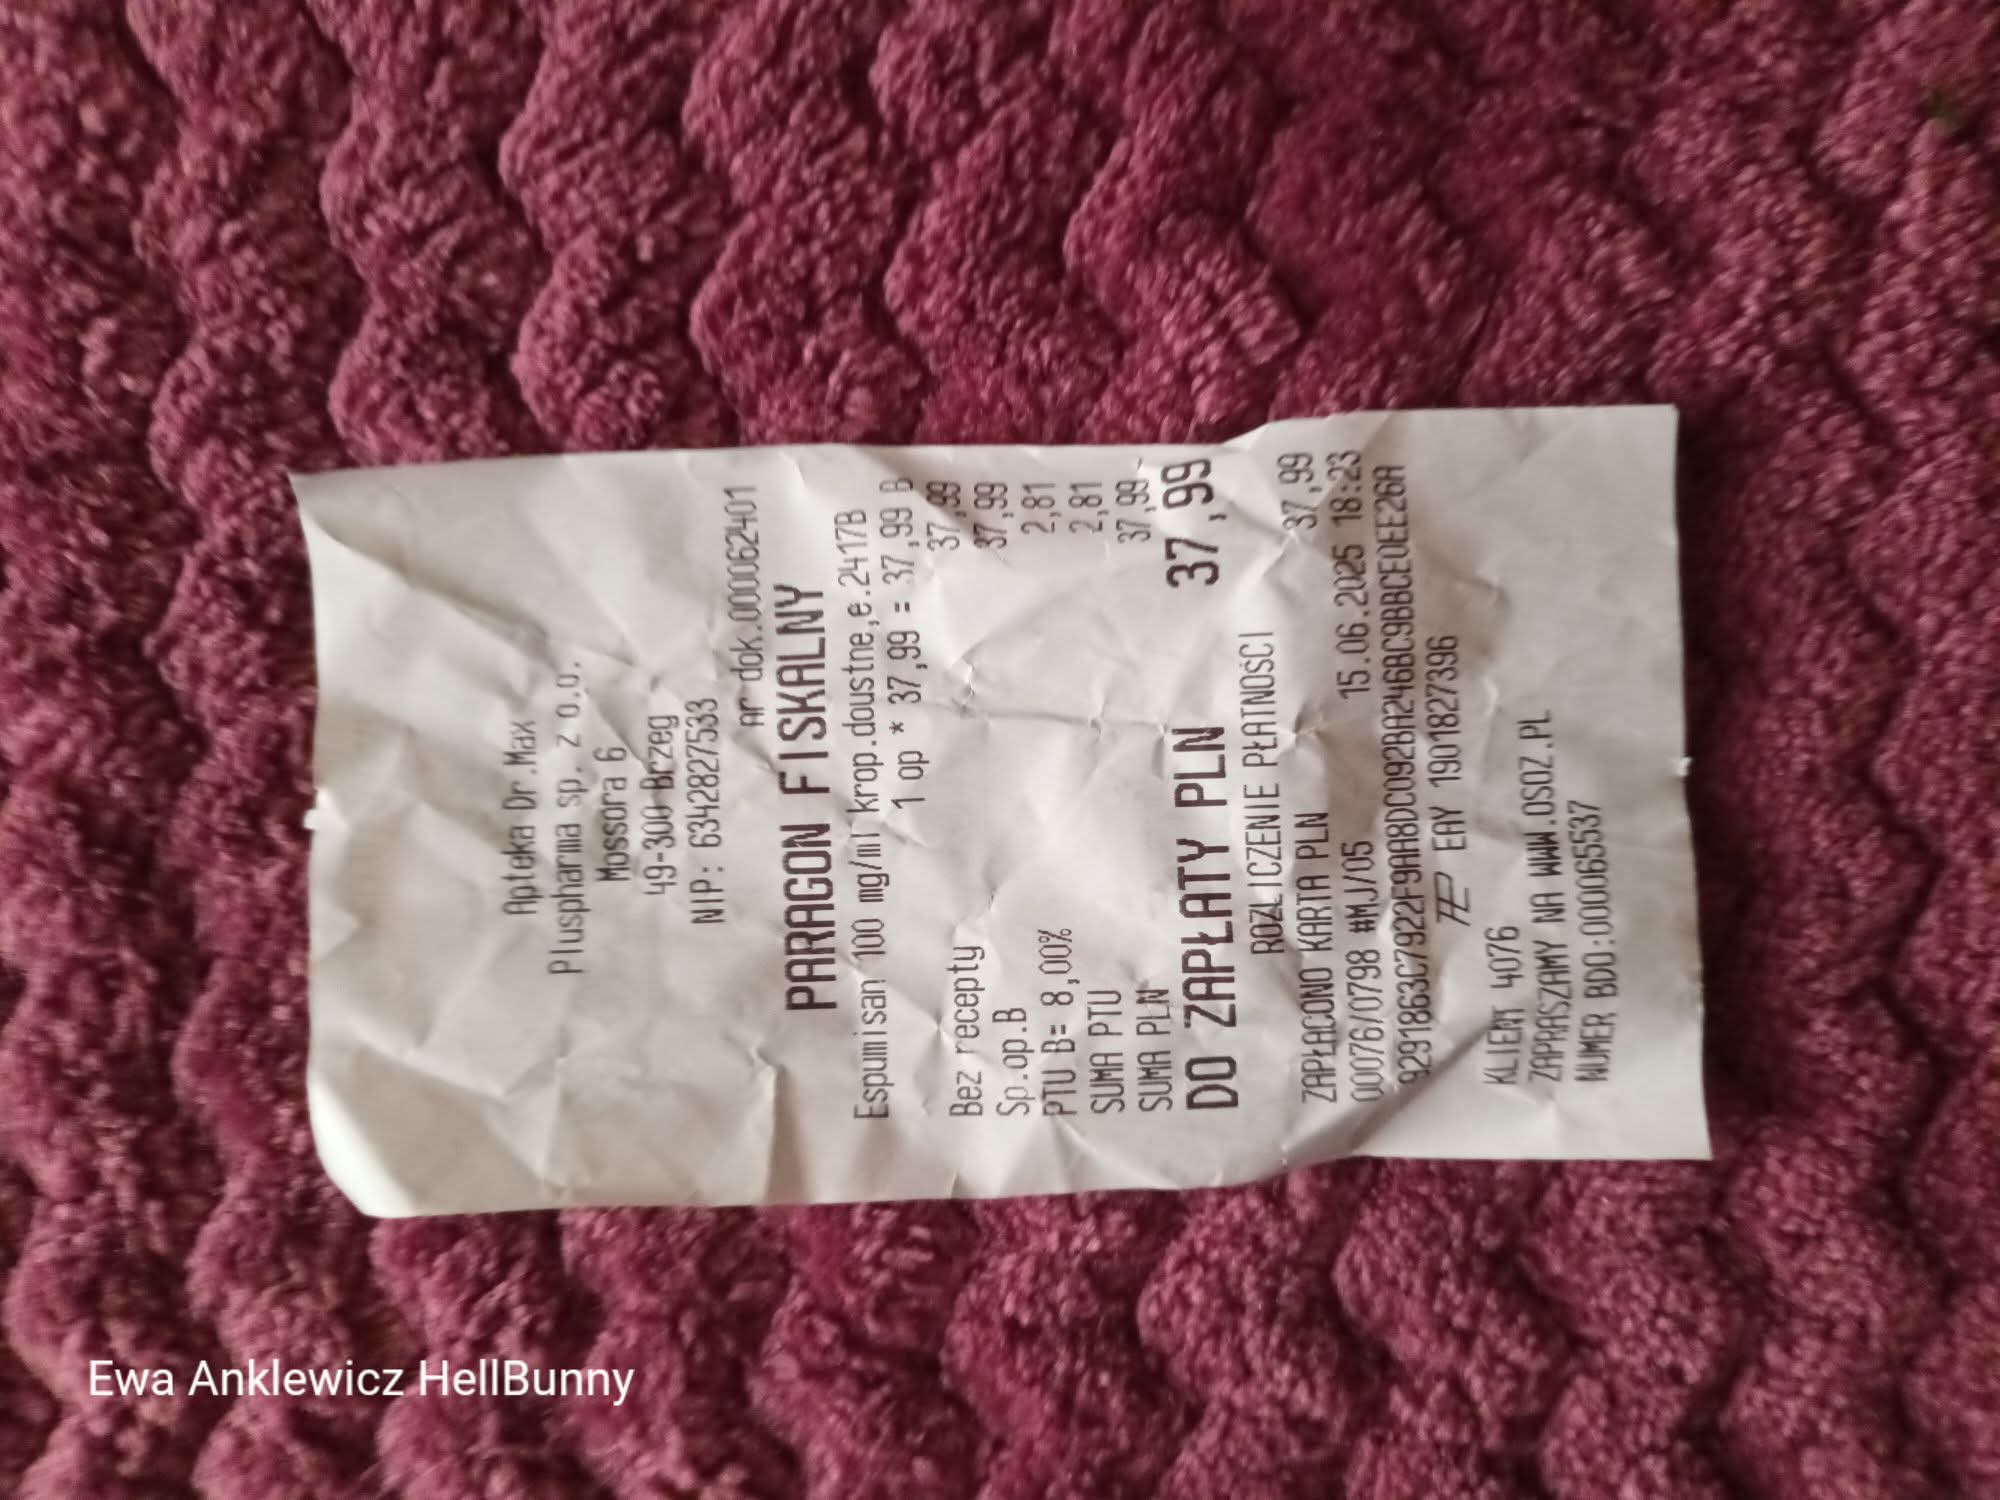 Apteka Dr.Max
Pluspharma sp. z o.o.
Mossora 6
49-300 Brzeg
NIP: 6342827533
nr dok.000062401
PARAGON FISKALNY
Espumisan 100 mg/ml krop.doustne,e.2417B
1 op * 37,99 = 37,99 B
37,99
Bez recepty 37,99
Sp.op.B 2,81
PTU B= 8,00% 2,81
SUMA PTU 37,99
SUMA PLN
DO ZAPŁATY PLN 37,99
ROZLICZENIE PŁATNOŚCI
ZAPŁACONO KARTA PLN 37,99
00076/0798 #MJ/05 15.06.2025 18:23
9291863C7922F9AA8DC092BA246BC9BBCE0EE26A
EAY 1901827396
KLIENT 4076
ZAPRASZAMY NA WWW.OSOZ.PL
NUMER BDO:000065537
Ewa Anklewicz HellBunny